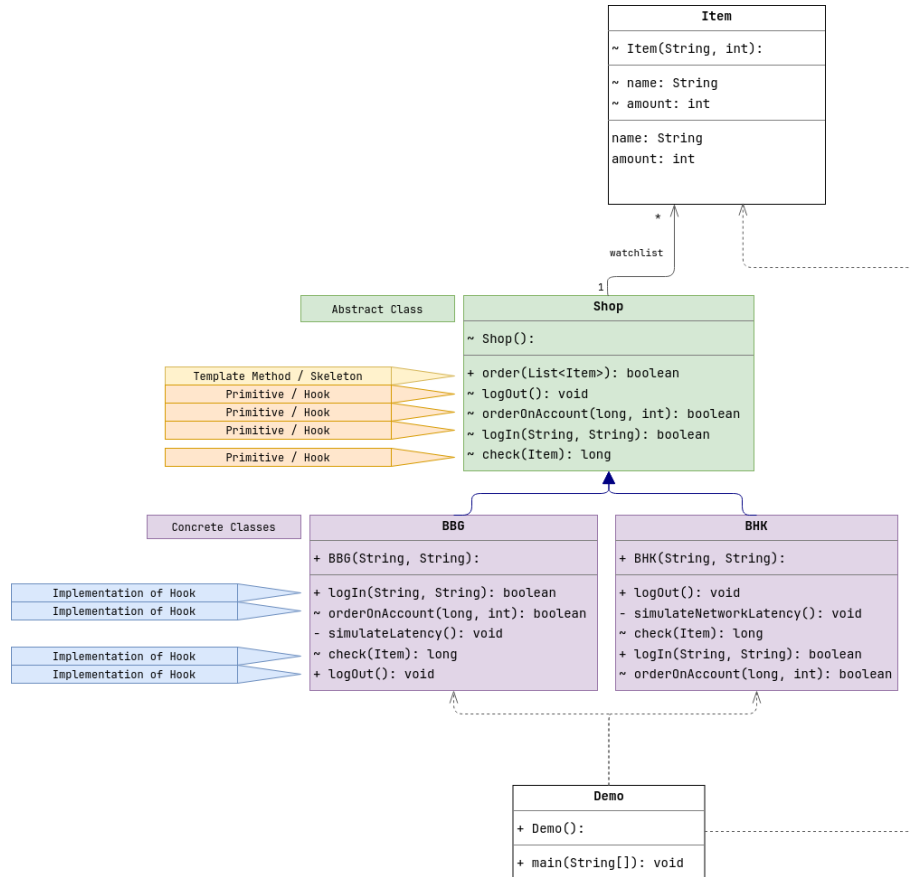 Item
~ Item(String, int):
~ name: String
~ amount: int
name: String
amount: int
*
watchlist
1
Abstract Class
Shop
~ Shop():
Template Method / Skeleton
+ order(List<Item>): boolean
Primitive / Hook
~ logOut(): void
Primitive / Hook
~ orderOnAccount(long, int): boolean
Primitive / Hook
~ logIn(String, String): boolean
Primitive / Hook
~ check(Item): long
Concrete Classes
BBG
+ BBG(String, String):
Implementation of Hook
+ logIn(String, String): boolean
Implementation of Hook
~ orderOnAccount(long, int): boolean
- simulateLatency(): void
Implementation of Hook
~ check(Item): long
Implementation of Hook
+ logOut(): void
BHK
+ BHK(String, String):
+ logOut(): void
- simulateNetworkLatency(): void
~ check(Item): long
+ logIn(String, String): boolean
~ orderOnAccount(long, int): boolean
Demo
+ Demo():
+ main(String[]): void